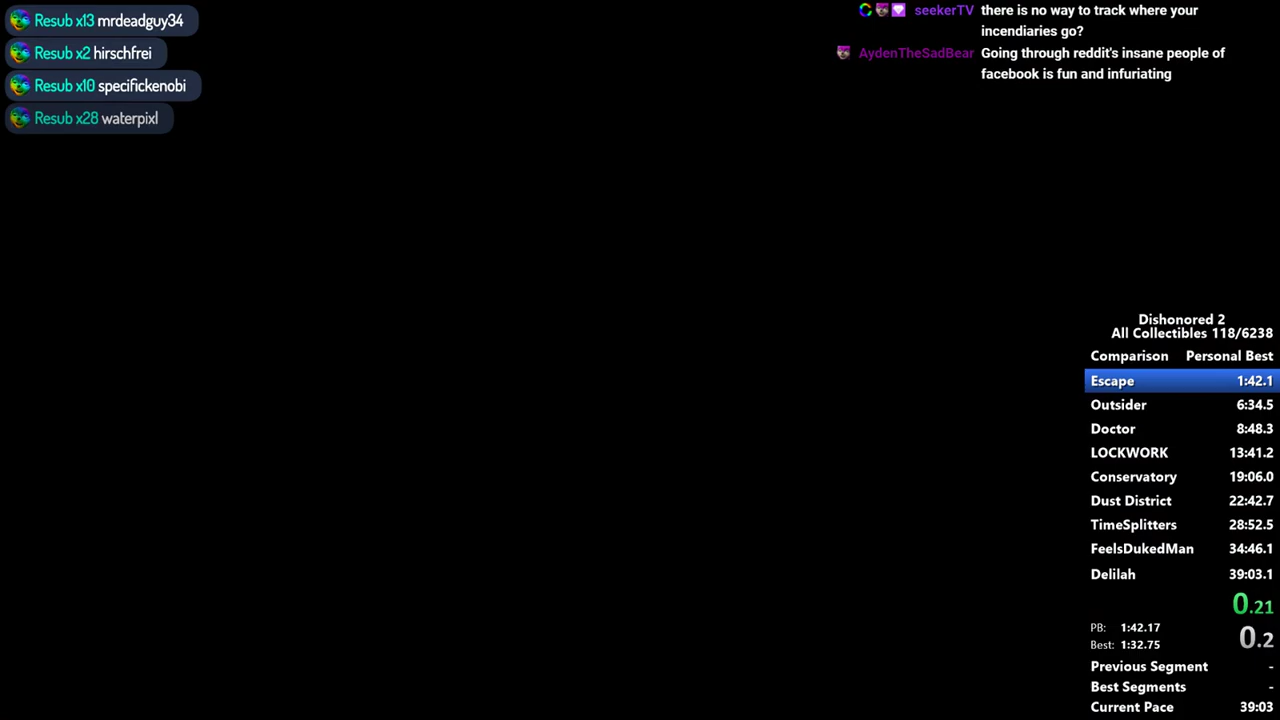 Resub x13 mrdeadguy34
Resub x2 hirschfrei
Resub x10 specifickenobi
Resub x28 waterpixl
seekerTV there is no way to track where your
incendiaries go?
AydenTheSadBear Going through reddit's insane people of
facebook is fun and infuriating
Dishonored 2
All Collectibles 118/6238
Comparison Personal Best
Escape 1:42.1
Outsider 6:34.5
Doctor 8:48.3
LOCKWORK 13:41.2
Conservatory 19:06.0
Dust District 22:42.7
TimeSplitters 28:52.5
FeelsDukedMan 34:46.1
Delilah 39:03.1
0.21
PB: 1:42.17
Best: 1:32.75
0.2
Previous Segment -
Best Segments -
Current Pace 39:03